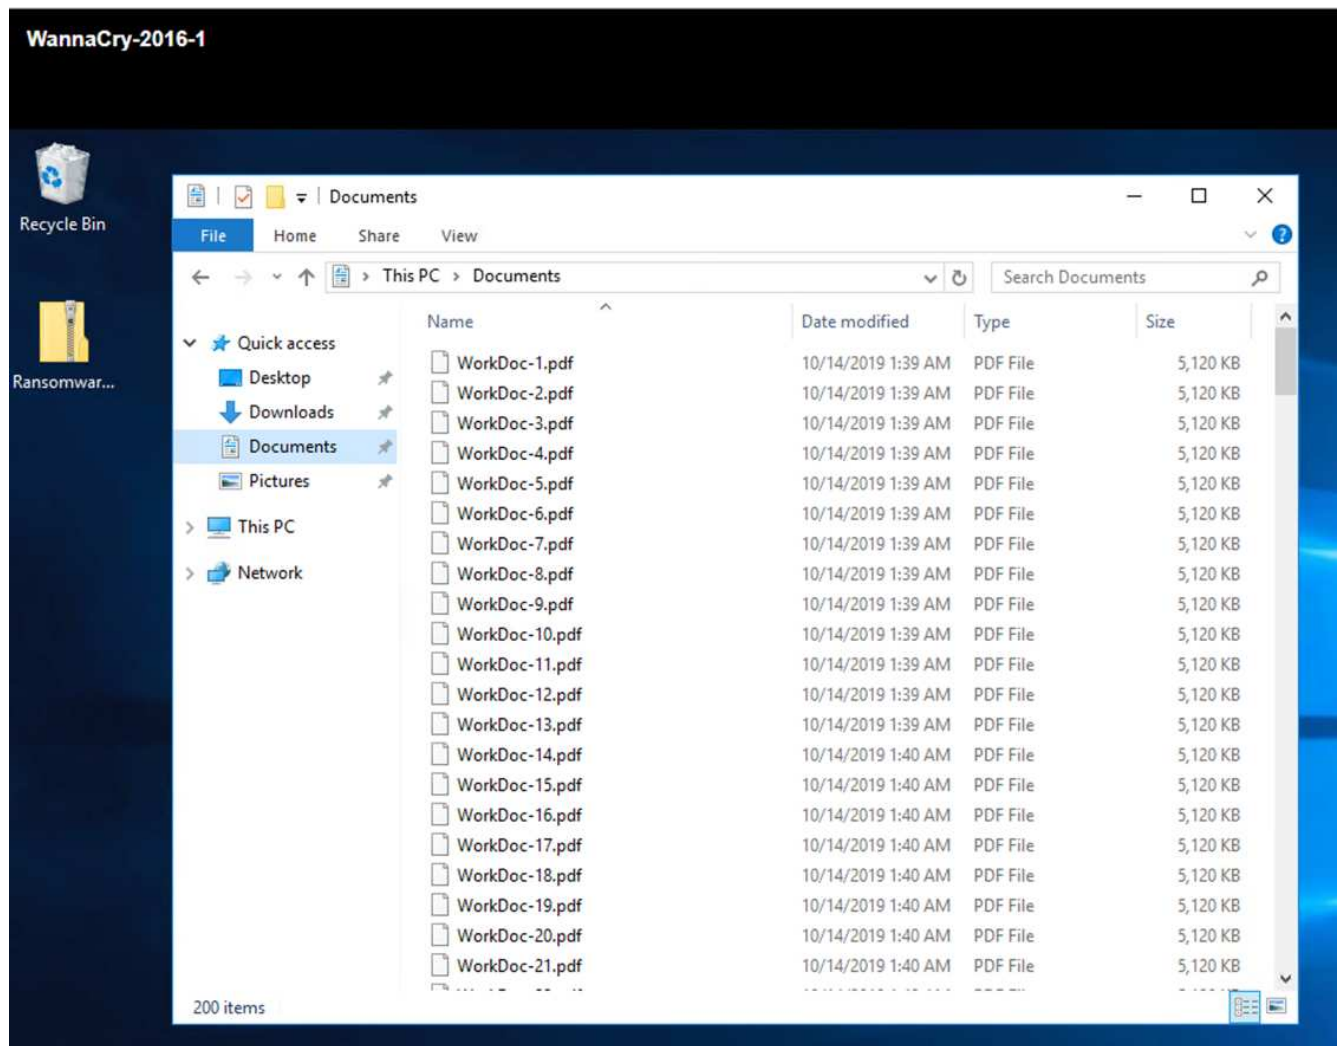 WannaCry-2016-1
Recycle Bin
Ransomwar...
Documents
File Home Share View
This PC > Documents
Search Documents
Name Date modified Type Size
Quick access
Desktop
Downloads
Documents
Pictures
This PC
Network
WorkDoc-1.pdf 10/14/2019 1:39 AM PDF File 5,120 KB
WorkDoc-2.pdf 10/14/2019 1:39 AM PDF File 5,120 KB
WorkDoc-3.pdf 10/14/2019 1:39 AM PDF File 5,120 KB
WorkDoc-4.pdf 10/14/2019 1:39 AM PDF File 5,120 KB
WorkDoc-5.pdf 10/14/2019 1:39 AM PDF File 5,120 KB
WorkDoc-6.pdf 10/14/2019 1:39 AM PDF File 5,120 KB
WorkDoc-7.pdf 10/14/2019 1:39 AM PDF File 5,120 KB
WorkDoc-8.pdf 10/14/2019 1:39 AM PDF File 5,120 KB
WorkDoc-9.pdf 10/14/2019 1:39 AM PDF File 5,120 KB
WorkDoc-10.pdf 10/14/2019 1:39 AM PDF File 5,120 KB
WorkDoc-11.pdf 10/14/2019 1:39 AM PDF File 5,120 KB
WorkDoc-12.pdf 10/14/2019 1:39 AM PDF File 5,120 KB
WorkDoc-13.pdf 10/14/2019 1:39 AM PDF File 5,120 KB
WorkDoc-14.pdf 10/14/2019 1:40 AM PDF File 5,120 KB
WorkDoc-15.pdf 10/14/2019 1:40 AM PDF File 5,120 KB
WorkDoc-16.pdf 10/14/2019 1:40 AM PDF File 5,120 KB
WorkDoc-17.pdf 10/14/2019 1:40 AM PDF File 5,120 KB
WorkDoc-18.pdf 10/14/2019 1:40 AM PDF File 5,120 KB
WorkDoc-19.pdf 10/14/2019 1:40 AM PDF File 5,120 KB
WorkDoc-20.pdf 10/14/2019 1:40 AM PDF File 5,120 KB
WorkDoc-21.pdf 10/14/2019 1:40 AM PDF File 5,120 KB
200 items